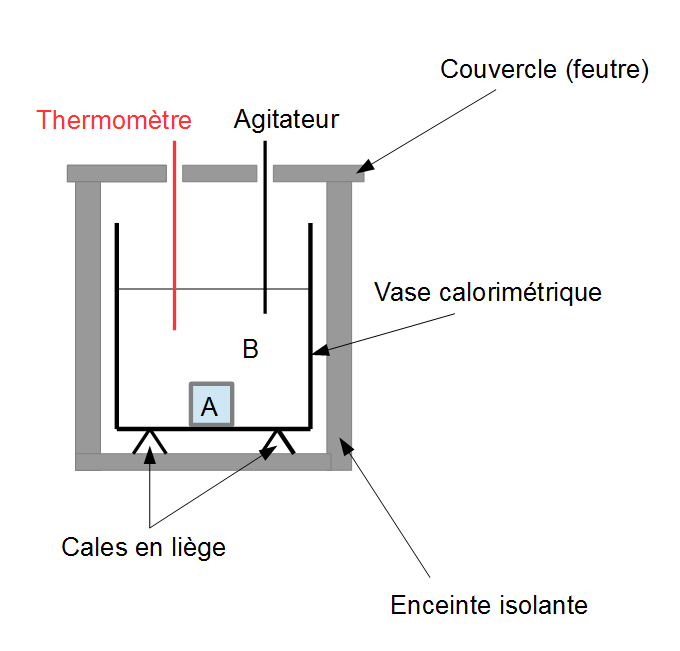 Couvercle (feutre)
Thermomètre
Agitateur
Vase calorimétrique
B
A
Cales en liège
Enceinte isolante